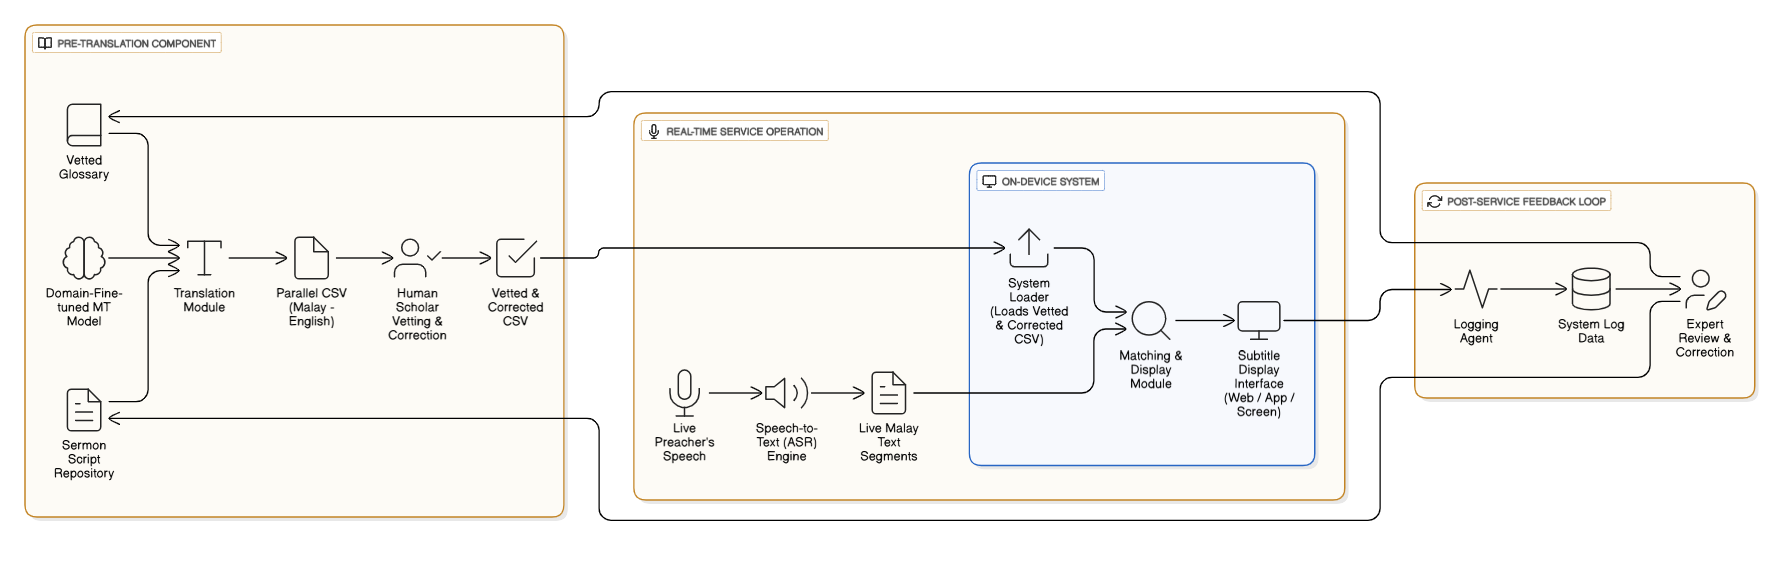 PRE-TRANSLATION COMPONENT
Vetted
Glossary
Domain-Fine-
tuned MT
Model
Sermon
Script
Repository
Translation
Module
Parallel CSV
(Malay -
English)
Human
Scholar
Vetting &
Correction
Vetted &
Corrected
CSV
REAL-TIME SERVICE OPERATION
Live
Preacher's
Speech
Speech-to-
Text (ASR)
Engine
Live Malay
Text
Segments
ON-DEVICE SYSTEM
System
Loader
(Loads Vetted
& Corrected
CSV)
Matching &
Display
Module
Subtitle
Display
Interface
(Web / App /
Screen)
POST-SERVICE FEEDBACK LOOP
Logging
Agent
System Log
Data
Expert
Review &
Correction